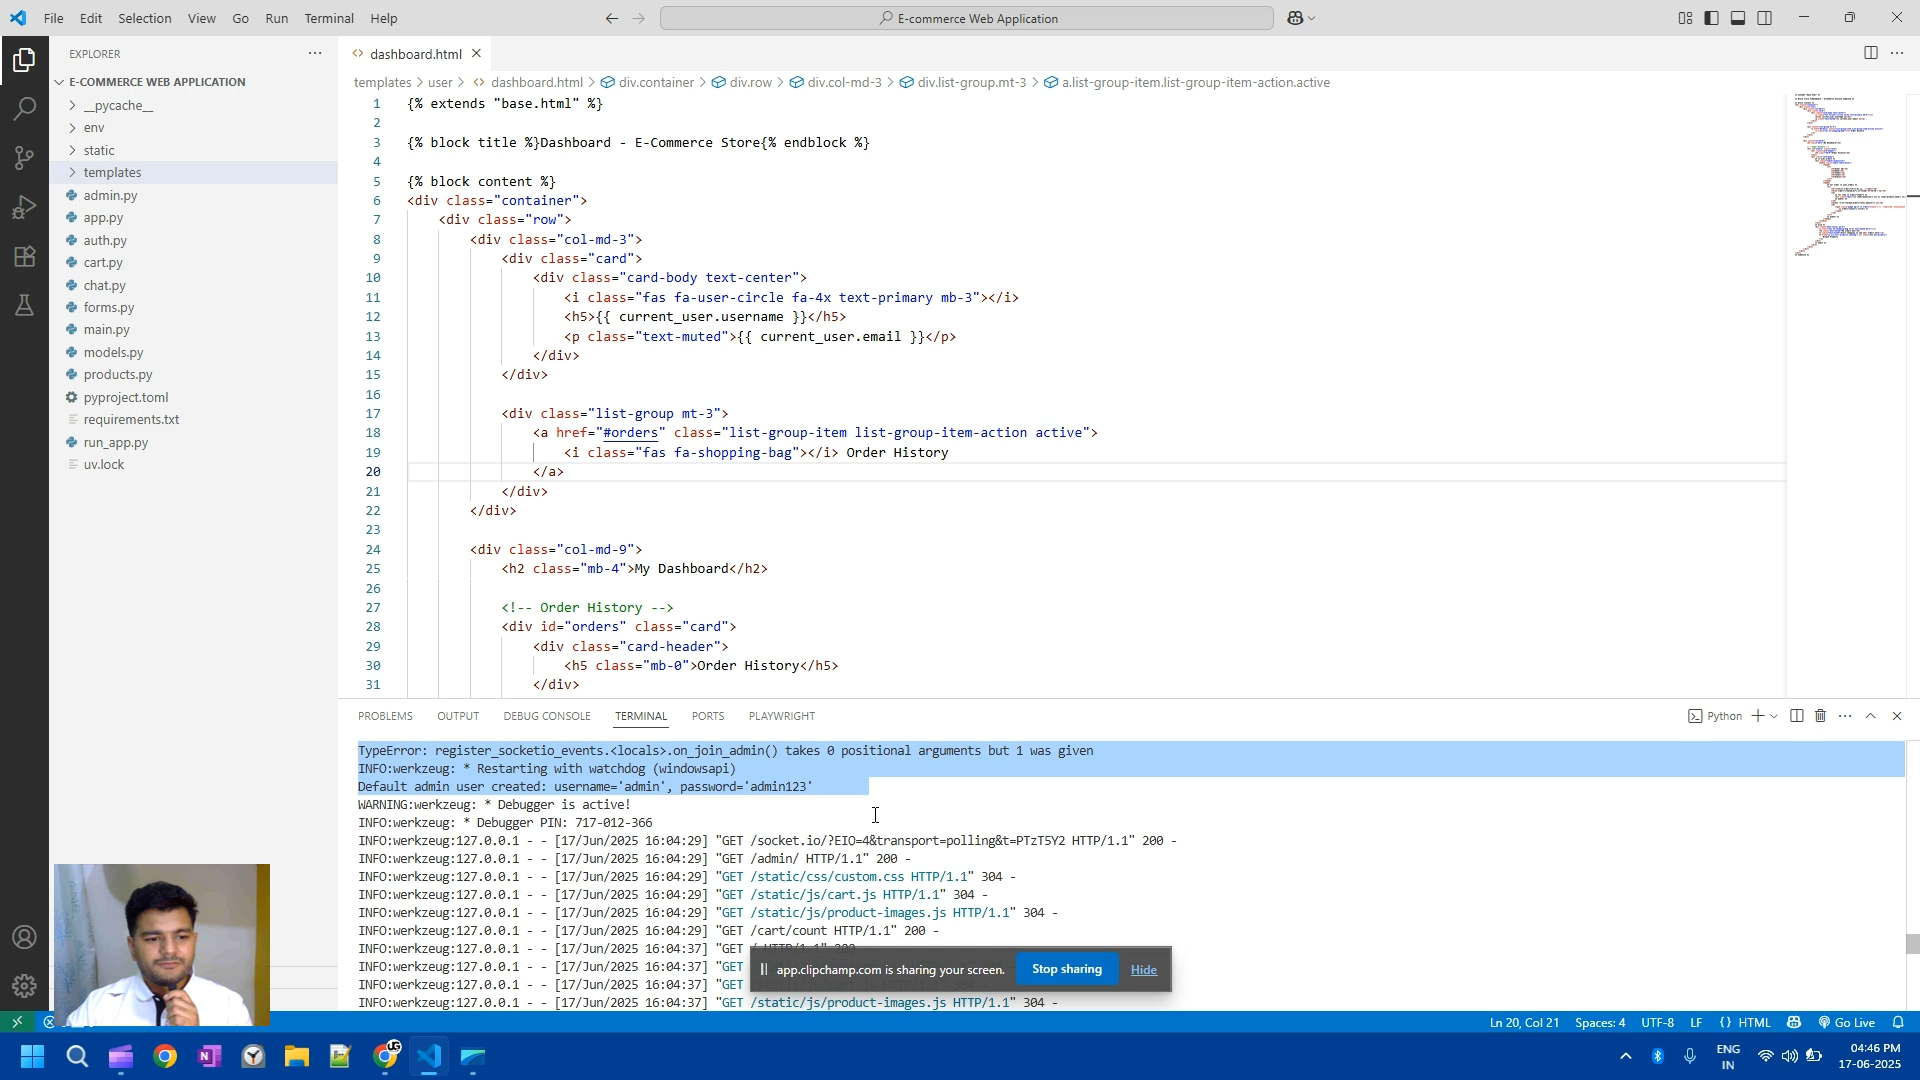 File Edit Selection View Go Run Terminal Help
E-commerce Web Application
EXPLORER
E-COMMERCE WEB APPLICATION
__pycache__
env
static
templates
admin.py
app.py
auth.py
cart.py
chat.py
forms.py
main.py
models.py
products.py
pyproject.toml
requirements.txt
run_app.py
uv.lock
dashboard.html
templates > user > dashboard.html > div.container > div.row > div.col-md-3 > div.list-group.mt-3 > a.list-group-item.list-group-item-action.active
1 {% extends "base.html" %}
2
3 {% block title %}Dashboard - E-Commerce Store{% endblock %}
4
5 {% block content %}
6 <div class="container">
7 <div class="row">
8 <div class="col-md-3">
9 <div class="card">
10 <div class="card-body text-center">
11 <i class="fas fa-user-circle fa-4x text-primary mb-3"></i>
12 <h5>{{ current_user.username }}</h5>
13 <p class="text-muted">{{ current_user.email }}</p>
14 </div>
15 </div>
16
17 <div class="list-group mt-3">
18 <a href="#orders" class="list-group-item list-group-item-action active">
19 <i class="fas fa-shopping-bag"></i> Order History
20 </a>
21 </div>
22 </div>
23
24 <div class="col-md-9">
25 <h2 class="mb-4">My Dashboard</h2>
26
27 <!-- Order History -->
28 <div id="orders" class="card">
29 <div class="card-header">
30 <h5 class="mb-0">Order History</h5>
31 </div>
PROBLEMS OUTPUT DEBUG CONSOLE TERMINAL PORTS PLAYWRIGHT
Python
TypeError: register_socketio_events.<locals>.on_join_admin() takes 0 positional arguments but 1 was given
INFO:werkzeug: * Restarting with watchdog (windowsapi)
Default admin user created: username='admin', password='admin123'
WARNING:werkzeug: * Debugger is active!
INFO:werkzeug: * Debugger PIN: 717-012-366
INFO:werkzeug:127.0.0.1 - - [17/Jun/2025 16:04:29] "GET /socket.io/?EIO=4&transport=polling&t=PTzT5Y2 HTTP/1.1" 200 -
INFO:werkzeug:127.0.0.1 - - [17/Jun/2025 16:04:29] "GET /admin/ HTTP/1.1" 200 -
INFO:werkzeug:127.0.0.1 - - [17/Jun/2025 16:04:29] "GET /static/css/custom.css HTTP/1.1" 304 -
INFO:werkzeug:127.0.0.1 - - [17/Jun/2025 16:04:29] "GET /static/js/cart.js HTTP/1.1" 304 -
INFO:werkzeug:127.0.0.1 - - [17/Jun/2025 16:04:29] "GET /static/js/product-images.js HTTP/1.1" 304 -
INFO:werkzeug:127.0.0.1 - - [17/Jun/2025 16:04:29] "GET /cart/count HTTP/1.1" 200 -
INFO:werkzeug:127.0.0.1 - - [17/Jun/2025 16:04:37] "GET / HTTP/1.1" 200
INFO:werkzeug:127.0.0.1 - - [17/Jun/2025 16:04:37] "GET
INFO:werkzeug:127.0.0.1 - - [17/Jun/2025 16:04:37] "GET
INFO:werkzeug:127.0.0.1 - - [17/Jun/2025 16:04:37] "GET /static/js/product-images.js HTTP/1.1" 304 -
app.clipchamp.com is sharing your screen.
Stop sharing
Hide
Ln 20, Col 21 Spaces: 4 UTF-8 LF {} HTML Go Live
UG
ENG
IN
04:46 PM
17-06-2025